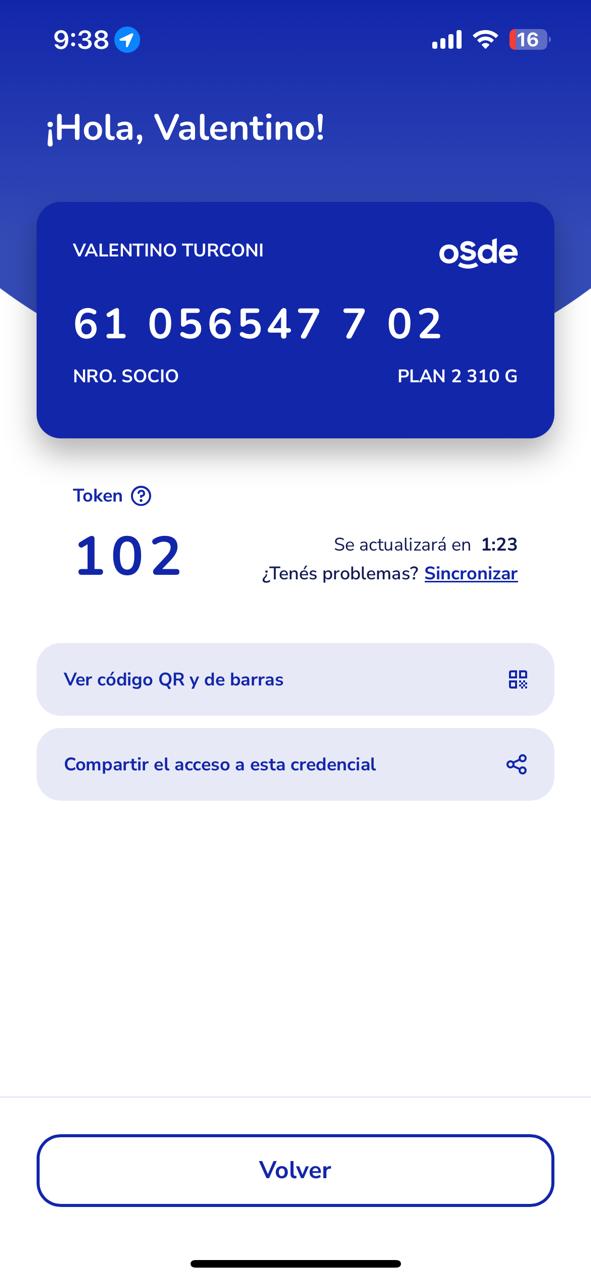 9:38
16
¡Hola, Valentino!
VALENTINO TURCONI
osde
61 056547 7 02
NRO. SOCIO
PLAN 2 310 G
Token ?
102
Se actualizará en 1:23
¿Tenés problemas? Sincronizar
Ver código QR y de barras
Compartir el acceso a esta credencial
Volver